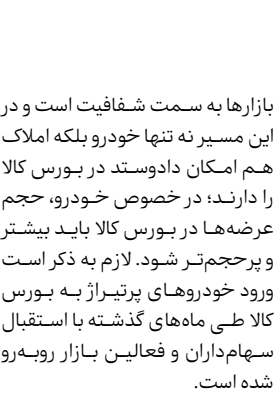 بازارها به سمت شفافیت است و در
این مسیر نه تنها خودرو بلکه املاک
هم امکان دادوستد در بورس کالا
را دارند؛ در خصوص خودرو، حجم
عرضه‌ها در بورس کالا باید بیشتر
و پرحجم‌تر شود. لازم به ذکر است
ورود خودروهای پرتیراژ به بورس
کالا طی ماه‌های گذشته با استقبال
سهام‌داران و فعالین بازار روبه‌رو
شده است.